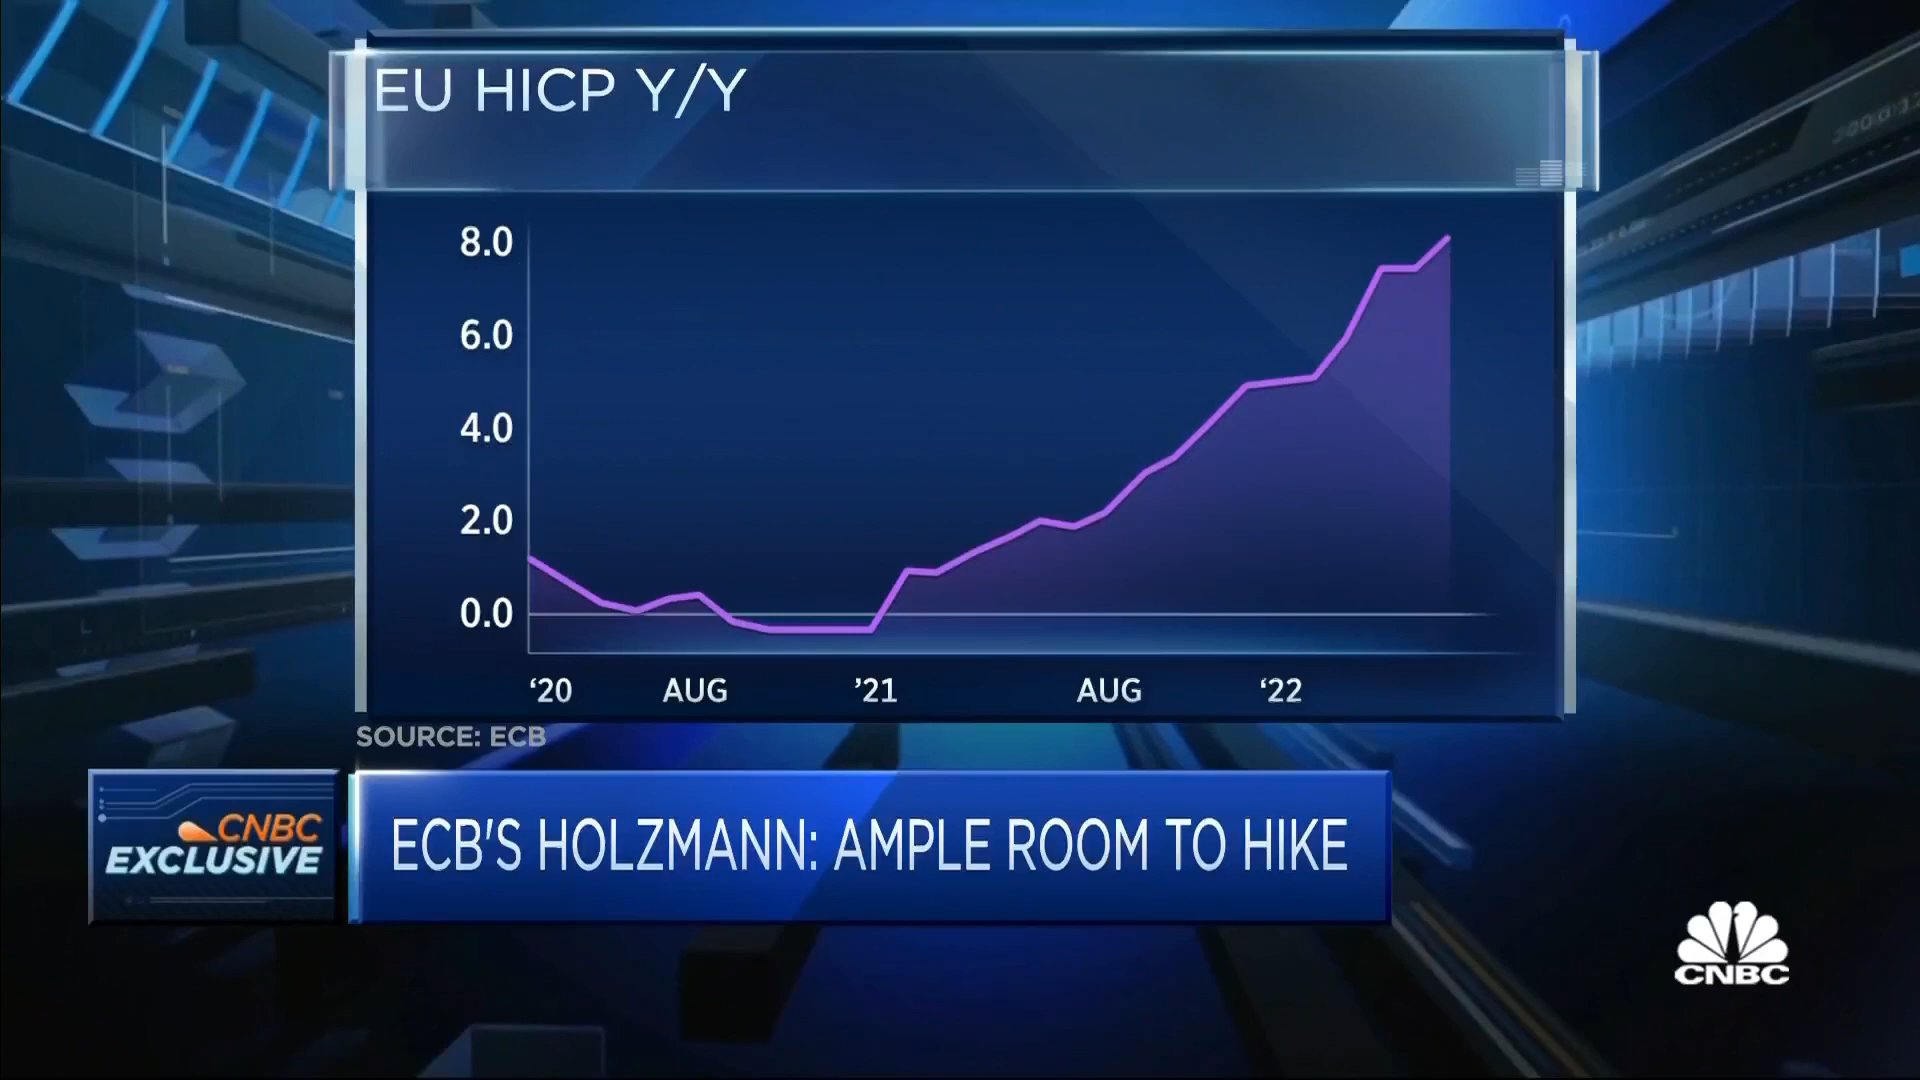 EU HICP Y/Y
8.0
6.0
4.0
2.0
0.0
‘20 AUG ’21 AUG ‘22
SOURCE: ECB
CNBC
EXCLUSIVE
ECB'S HOLZMANN: AMPLE ROOM TO HIKE
CNBC